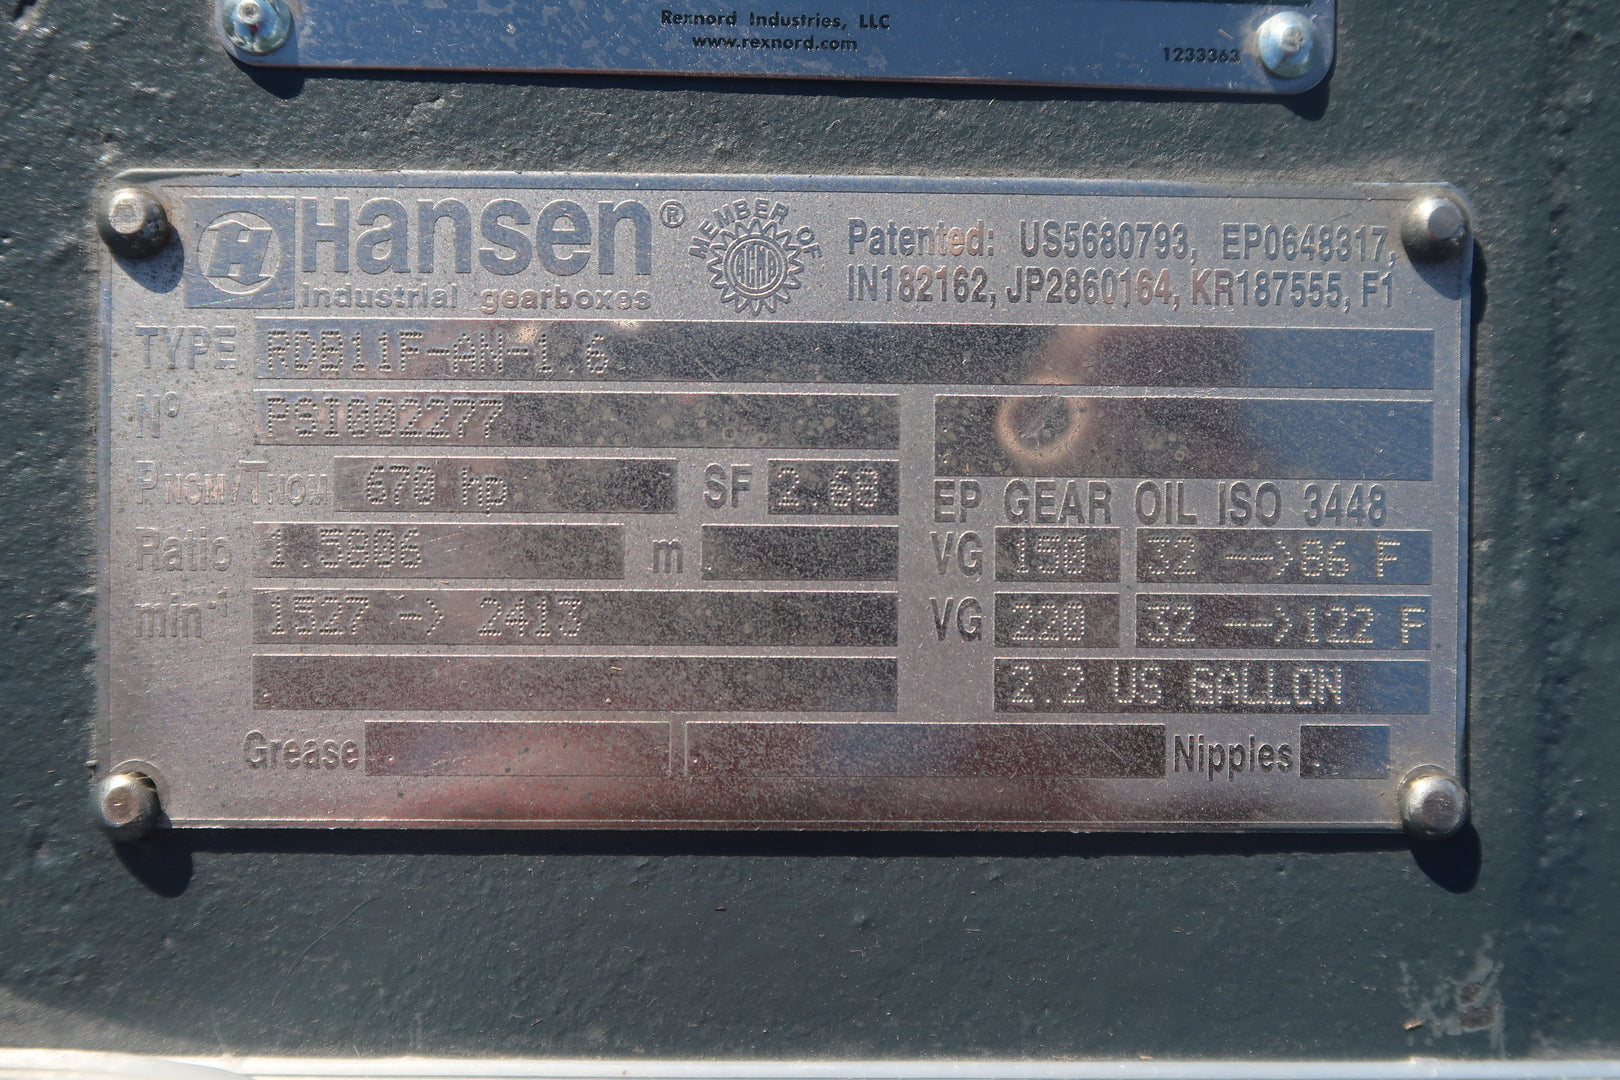 Rexnord Industries, LLC
www.rexnord.com
1233363
H Hansen® MEMBER OF AGMA
industrial gearboxes
Patented: US5680793, EP0648317,
IN182162, JP2860164, KR187555, F1
TYPE RDB11F-AN-1.6
Nº PSI002277
PNOM/TNOM 670 hp SF 2.68
EP GEAR OIL ISO 3448
Ratio 1.5806 m VG 150 32 -->86 F
min-1 1527 -> 2413 VG 220 32 -->122 F
2.2 US GALLON
Grease Nipples